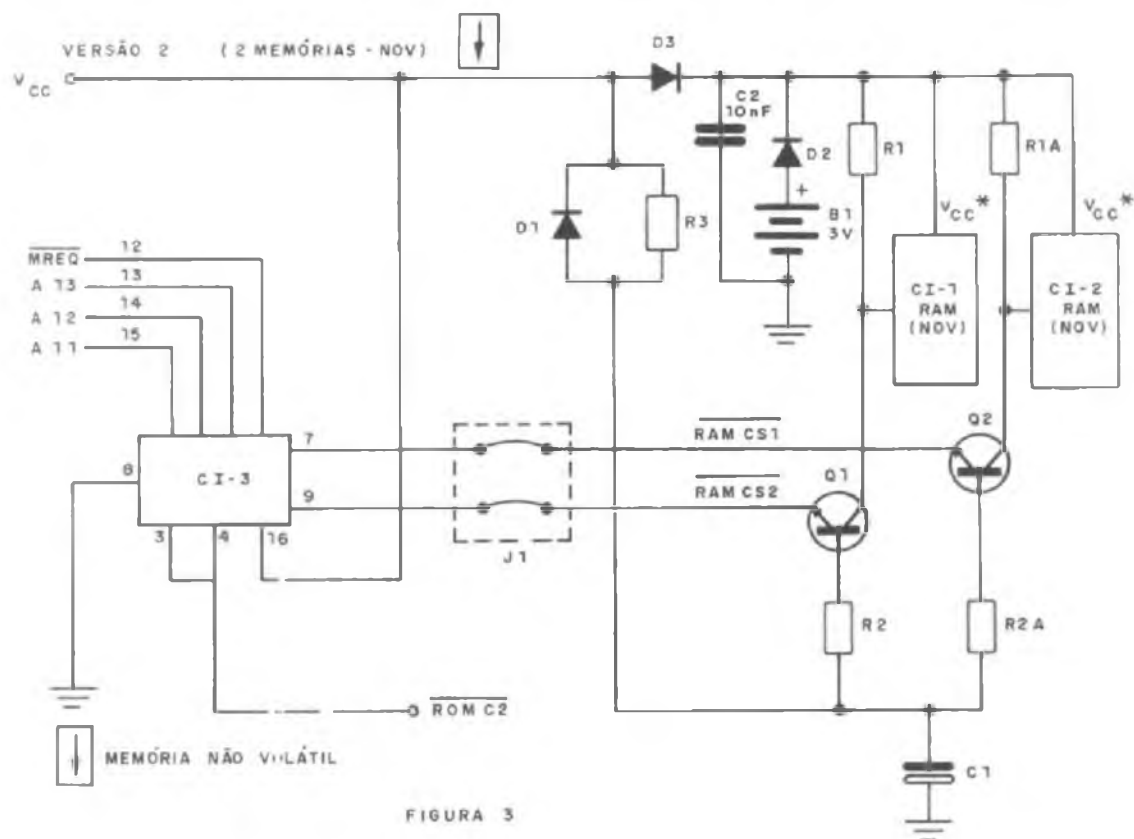 VERSÃO 2 (2 MEMÓRIAS - NOV)
VCC
D3
C2
10nF
D2
R1
R1A
D1
R3
+
B1
3V
VCC*
VCC*
CI-1
RAM
(NOV)
CI-2
RAM
(NOV)
MREQ 12
A 13 13
A 12 14
A 11 15
7
RAM CS1
Q2
8
CI-3
9
RAM CS2
Q1
3
4
16
J1
R2
R2A
ROM C2
MEMÓRIA NÃO VOLÁTIL
C1
FIGURA 3